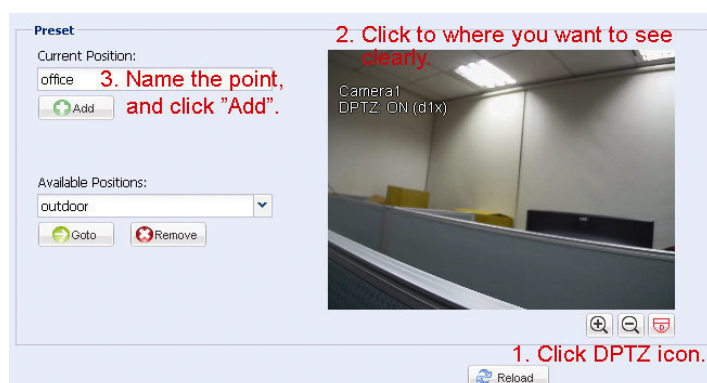 Preset
Current Position:
office
Add
3. Name the point,
and click "Add".
Available Positions:
outdoor
Goto
Remove
2. Click to where you want to see
clearly.
Camera1
DPTZ: ON (d1x)
D
1. Click DPTZ icon.
Reload